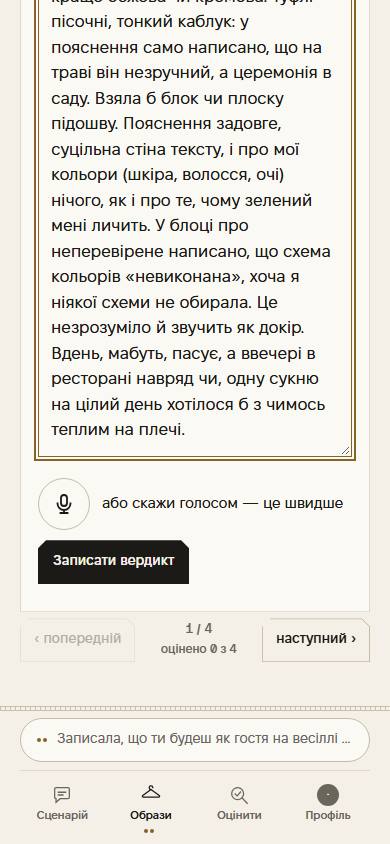 пісочні, тонкий каблук: у
пояснення само написано, що на
траві він незручний, а церемонія в
саду. Взяла б блок чи плоску
підошву. Пояснення задовге,
суцільна стіна тексту, і про мої
кольори (шкіра, волосся, очі)
нічого, як і про те, чому зелений
мені личить. У блоці про
неперевірене написано, що схема
кольорів «невиконана», хоча я
ніякої схеми не обирала. Це
незрозуміло й звучить як докір.
Вдень, мабуть, пасує, а ввечері в
ресторані навряд чи, одну сукню
на цілий день хотілося б з чимось
теплим на плечі.
або скажи голосом — це швидше
Записати вердикт
‹ попередній
1 / 4
оцінено 0 з 4
наступний ›
Записала, що ти будеш як гостя на весіллі ...
Сценарій
Образи
Оцінити
Профіль